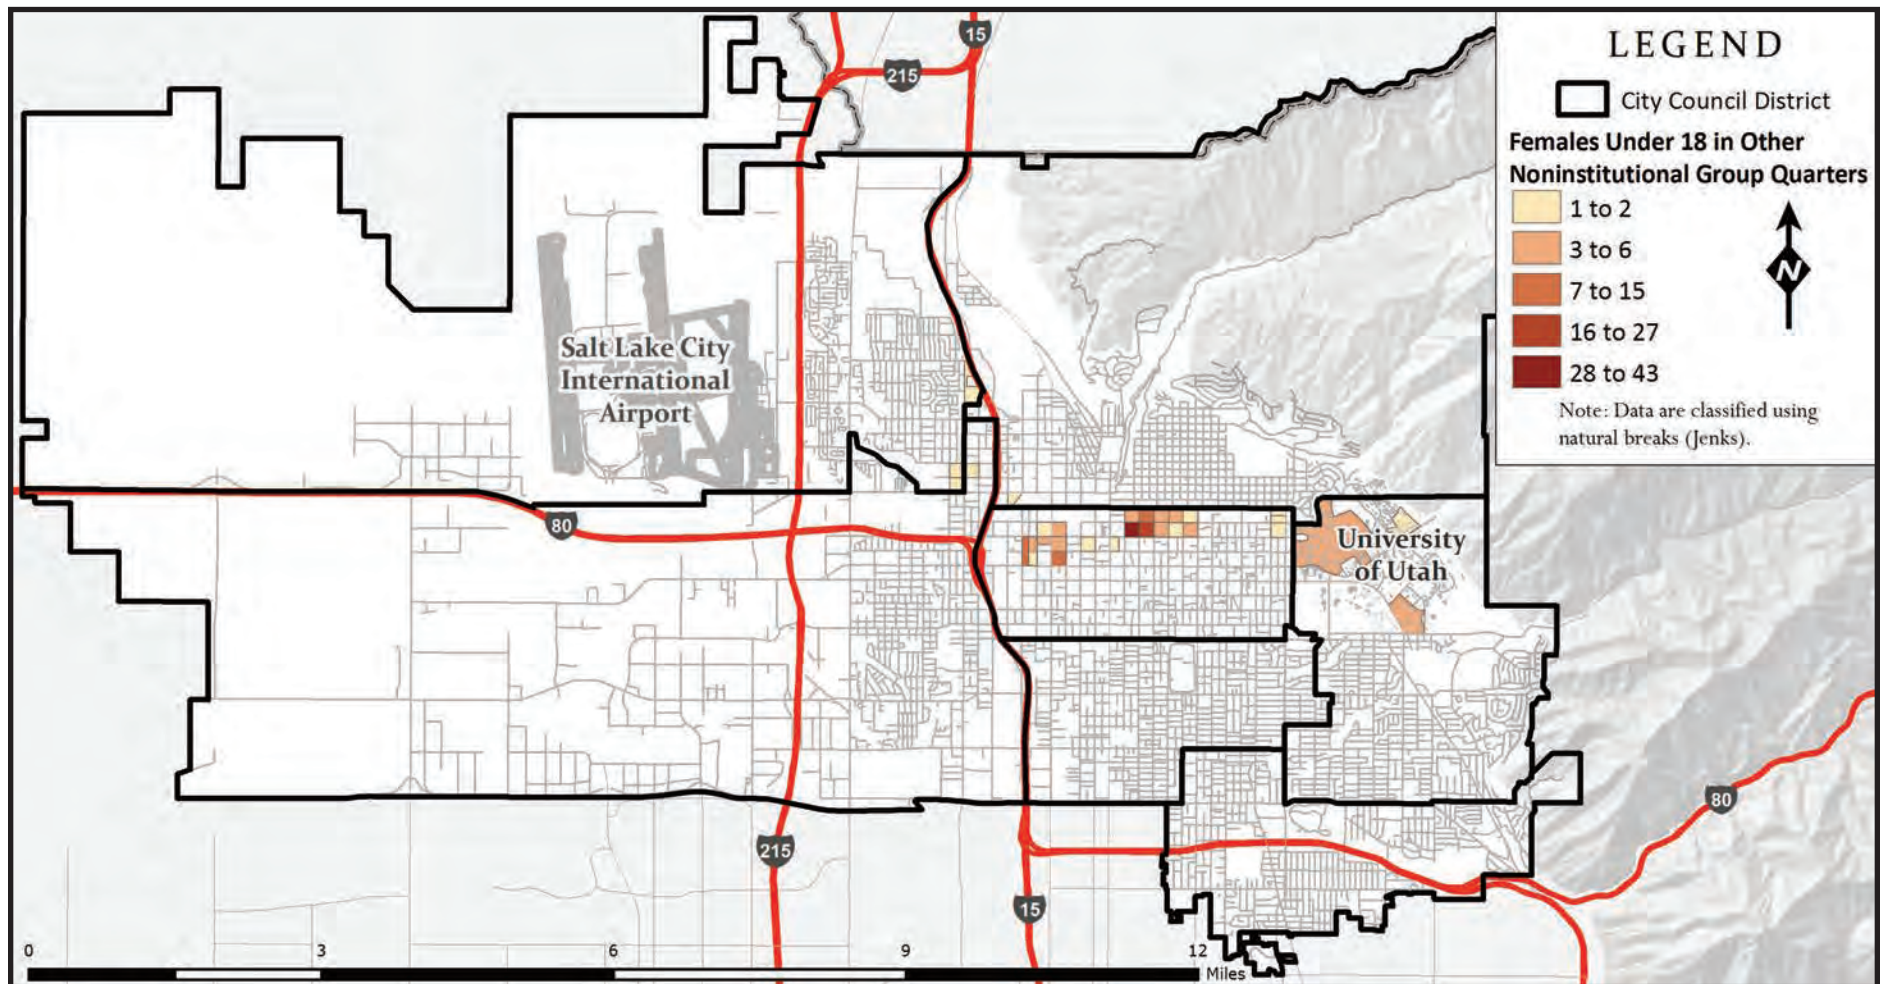 15
215
LEGEND
City Council District
Females Under 18 in Other
Noninstitutional Group Quarters
1 to 2
3 to 6
7 to 15
16 to 27
28 to 43
N
Note: Data are classified using
natural breaks (Jenks).
Salt Lake City
International
Airport
80
University
of Utah
80
215
15
0 3 6 9 12
Miles